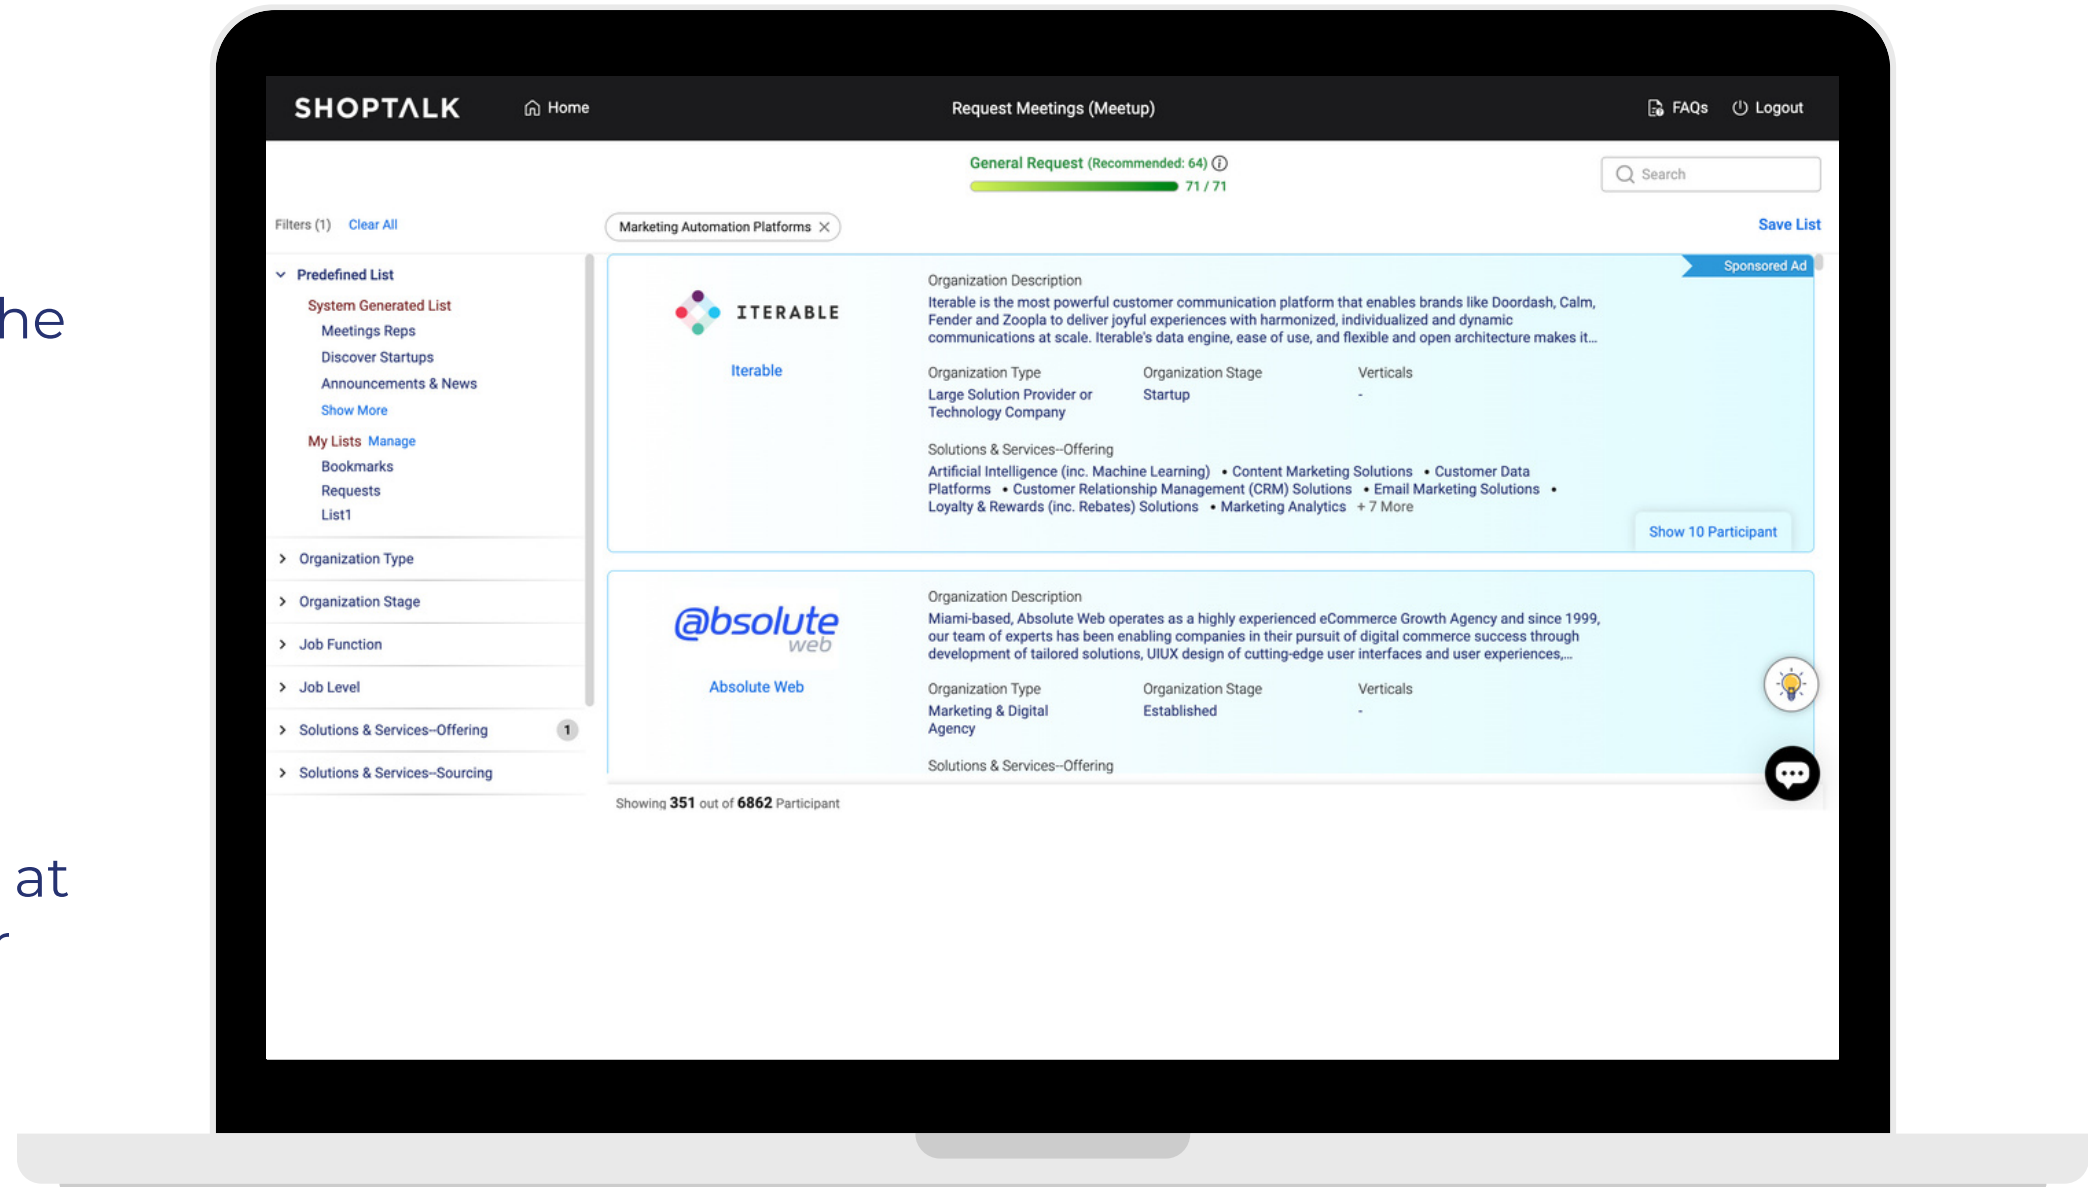 he
at
SHOPTALK
Home
Request Meetings (Meetup)
FAQs
Logout
General Request (Recommended: 64)
71 / 71
Search
Filters (1) Clear All
Marketing Automation Platforms
Save List
Predefined List
System Generated List
Meetings Reps
Discover Startups
Announcements & News
Show More
My Lists Manage
Bookmarks
Requests
List1
Organization Type
Organization Stage
Job Function
Job Level
Solutions & Services--Offering 1
Solutions & Services--Sourcing
Sponsored Ad
ITERABLE
Iterable
Organization Description
Iterable is the most powerful customer communication platform that enables brands like Doordash, Calm,
Fender and Zoopla to deliver joyful experiences with harmonized, individualized and dynamic
communications at scale. Iterable's data engine, ease of use, and flexible and open architecture makes it...
Organization Type Organization Stage Verticals
Large Solution Provider or Startup -
Technology Company
Solutions & Services--Offering
Artificial Intelligence (inc. Machine Learning) • Content Marketing Solutions • Customer Data
Platforms • Customer Relationship Management (CRM) Solutions • Email Marketing Solutions •
Loyalty & Rewards (inc. Rebates) Solutions • Marketing Analytics + 7 More
Show 10 Participant
@bsolute
web
Absolute Web
Organization Description
Miami-based, Absolute Web operates as a highly experienced eCommerce Growth Agency and since 1999,
our team of experts has been enabling companies in their pursuit of digital commerce success through
development of tailored solutions, UIUX design of cutting-edge user interfaces and user experiences,...
Organization Type Organization Stage Verticals
Marketing & Digital Established -
Agency
Solutions & Services--Offering
Showing 351 out of 6862 Participant